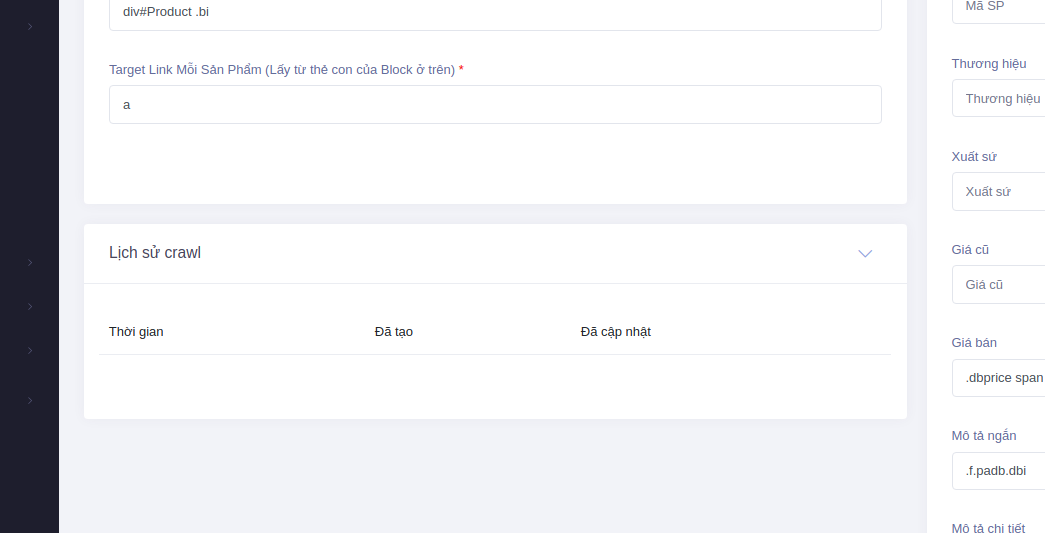 div#Product .bi
Target Link Mỗi Sản Phẩm (Lấy từ thẻ con của Block ở trên) *
a
Lịch sử crawl
Thời gian
Đã tạo
Đã cập nhật
Mã SP
Thương hiệu
Thương hiệu
Xuất sứ
Xuất sứ
Giá cũ
Giá cũ
Giá bán
.dbprice span
Mô tả ngắn
.f.padb.dbi
Mô tả chi tiết